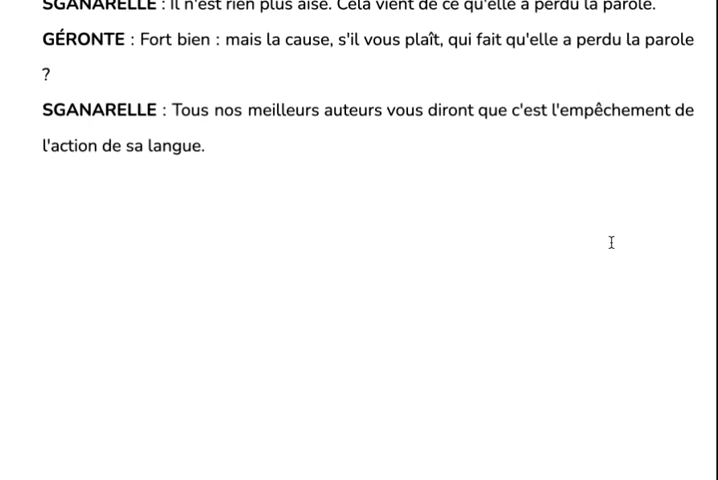 SGANARELLE : Il n'est rien plus aisé. Cela vient de ce qu'elle a perdu la parole.
GÉRONTE : Fort bien : mais la cause, s'il vous plaît, qui fait qu'elle a perdu la parole
?
SGANARELLE : Tous nos meilleurs auteurs vous diront que c'est l'empêchement de
l'action de sa langue.